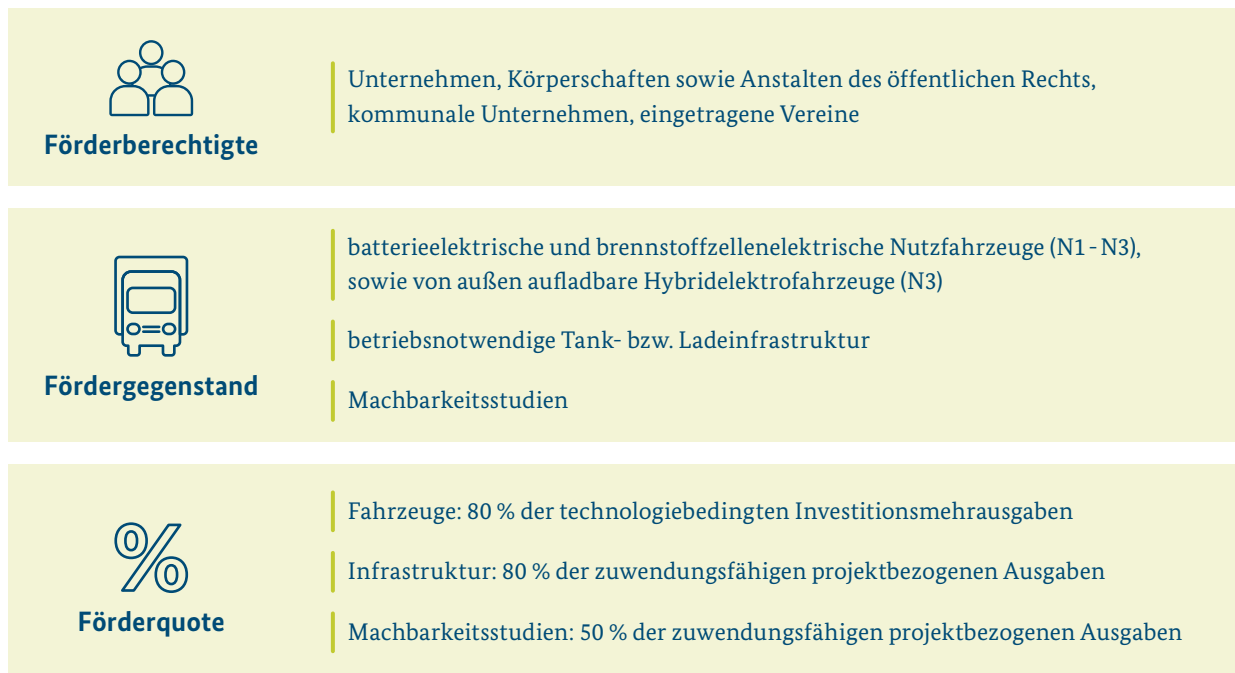 Förderberechtigte
Unternehmen, Körperschaften sowie Anstalten des öffentlichen Rechts,
kommunale Unternehmen, eingetragene Vereine
Fördergegenstand
batterieelektrische und brennstoffzellenelektrische Nutzfahrzeuge (N1 - N3),
sowie von außen aufladbare Hybridelektrofahrzeuge (N3)
betriebsnotwendige Tank- bzw. Ladeinfrastruktur
Machbarkeitsstudien
%
Förderquote
Fahrzeuge: 80 % der technologiebedingten Investitionsmehrausgaben
Infrastruktur: 80 % der zuwendungsfähigen projektbezogenen Ausgaben
Machbarkeitsstudien: 50 % der zuwendungsfähigen projektbezogenen Ausgaben